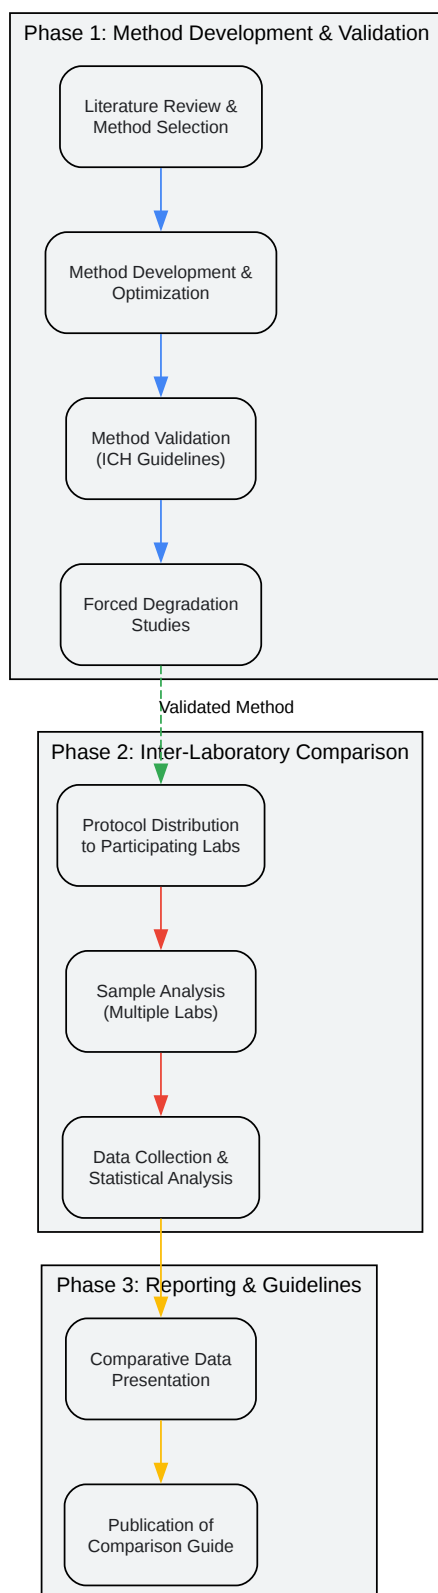 Phase 1: Method Development & Validation
Literature Review &
Method Selection
Method Development &
Optimization
Method Validation
(ICH Guidelines)
Forced Degradation
Studies
Validated Method
Phase 2: Inter-Laboratory Comparison
Protocol Distribution
to Participating Labs
Sample Analysis
(Multiple Labs)
Data Collection &
Statistical Analysis
Phase 3: Reporting & Guidelines
Comparative Data
Presentation
Publication of
Comparison Guide